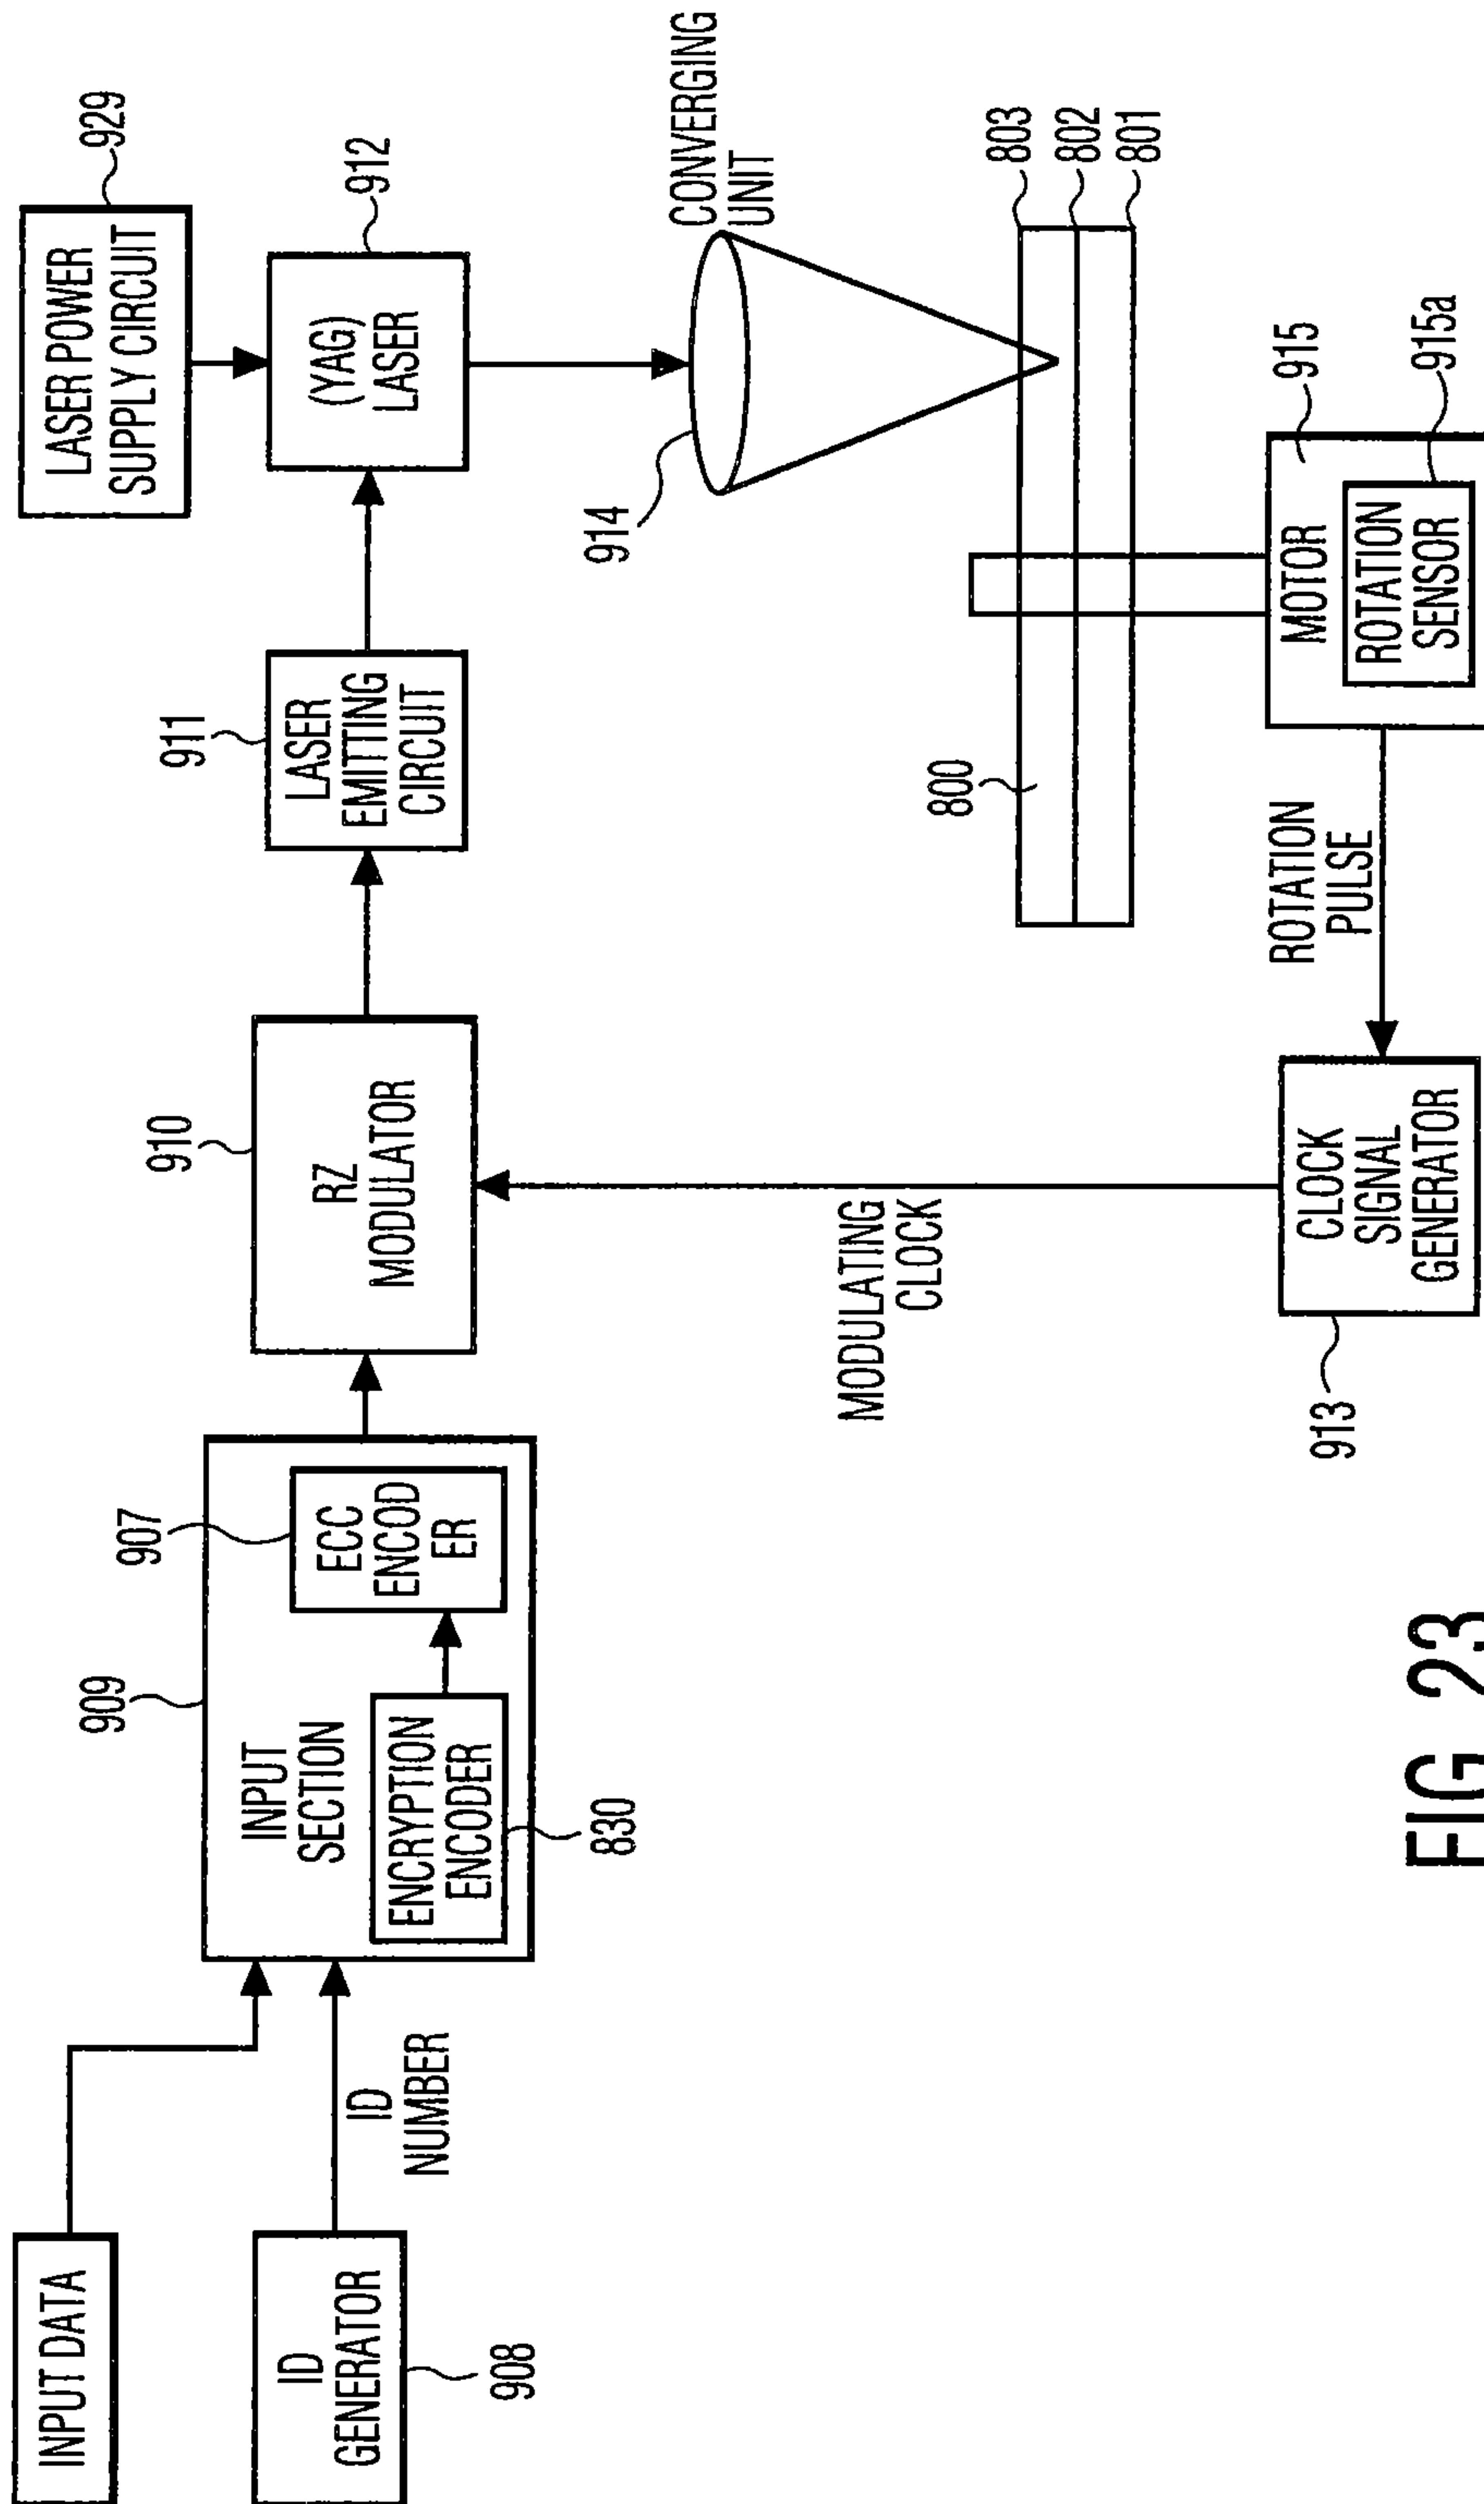 INPUT DATA
ID
GENERATOR
908
ID
NUMBER
909
INPUT
SECTION
ENCRYPTION
ENCODER
830
907
ECC
ENCOD
ER
910
RZ
MODULATOR
MODULATING
CLOCK
911
LASER
EMITTING
CIRCUIT
LASER POWER
SUPPLY CIRCUIT
929
(YAG)
LASER
912
914
CONVERGING
UNIT
800
803
802
801
915
MOTOR
915a
ROTATION
SENSOR
ROTATION
PULSE
CLOCK
SIGNAL
GENERATOR
913
FIG. 23